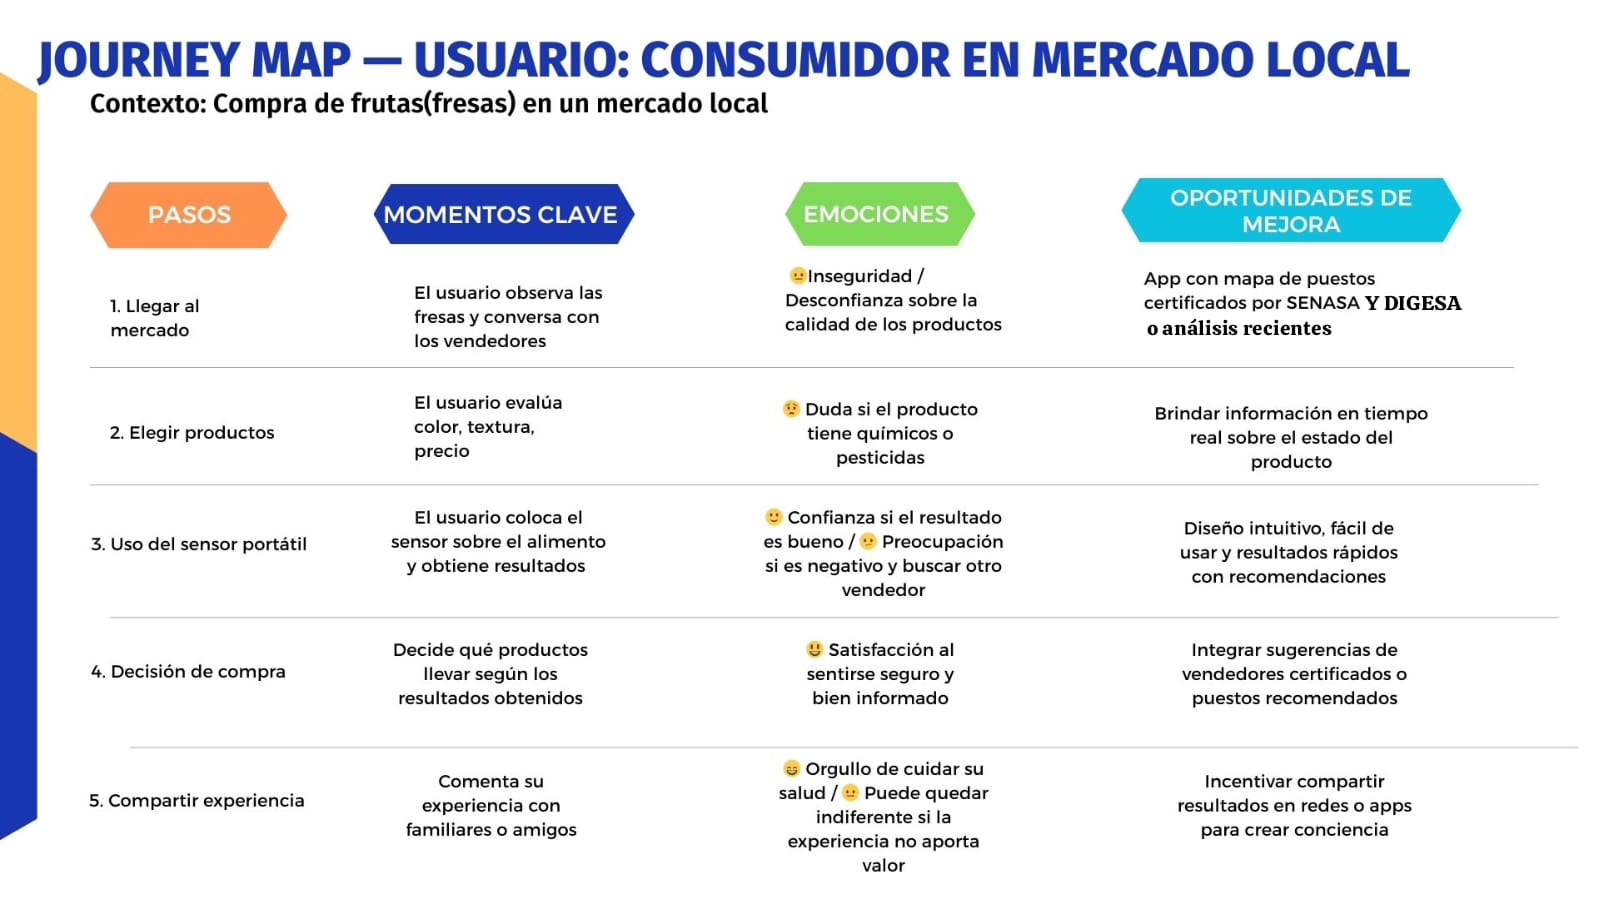 JOURNEY MAP — USUARIO: CONSUMIDOR EN MERCADO LOCAL
Contexto: Compra de frutas(fresas) en un mercado local
PASOS
MOMENTOS CLAVE
EMOCIONES
OPORTUNIDADES DE
MEJORA
1. Llegar al
mercado
El usuario observa las
fresas y conversa con
los vendedores
😐Inseguridad /
Desconfianza sobre la
calidad de los productos
App con mapa de puestos
certificados por SENASA Y DIGESA
o análisis recientes
2. Elegir productos
El usuario evalúa
color, textura,
precio
😟 Duda si el producto
tiene químicos o
pesticidas
Brindar información en tiempo
real sobre el estado del
producto
3. Uso del sensor portátil
El usuario coloca el
sensor sobre el alimento
y obtiene resultados
🙂 Confianza si el resultado
es bueno / 😐 Preocupación
si es negativo y buscar otro
vendedor
Diseño intuitivo, fácil de
usar y resultados rápidos
con recomendaciones
4. Decisión de compra
Decide qué productos
llevar según los
resultados obtenidos
😃 Satisfacción al
sentirse seguro y
bien informado
Integrar sugerencias de
vendedores certificados o
puestos recomendados
5. Compartir experiencia
Comenta su
experiencia con
familiares o amigos
😄 Orgullo de cuidar su
salud / 😐 Puede quedar
indiferente si la
experiencia no aporta
valor
Incentivar compartir
resultados en redes o apps
para crear conciencia